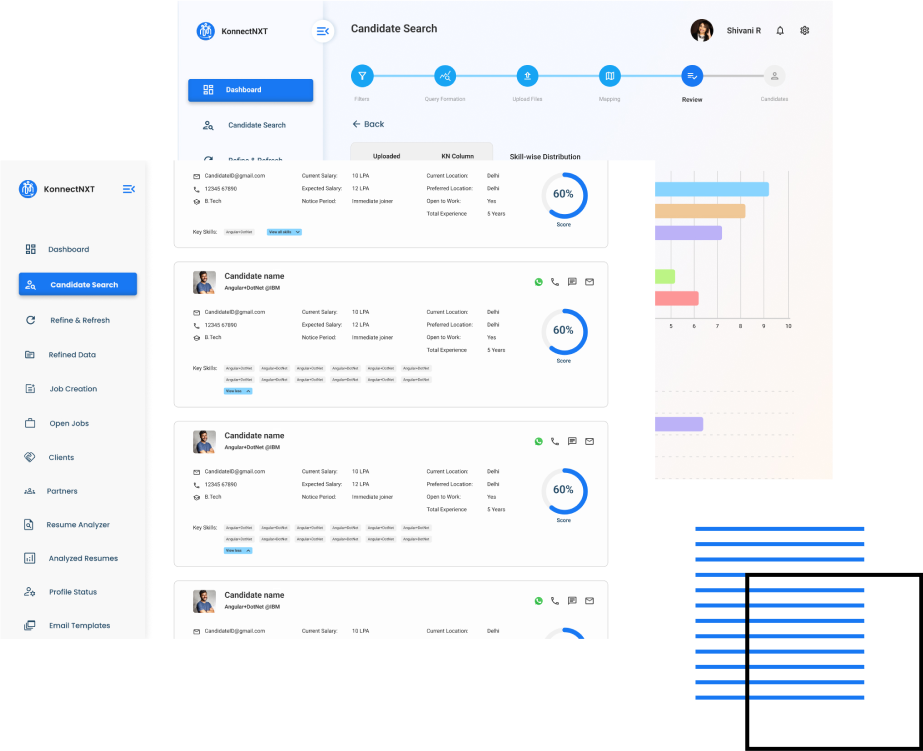 KonnectNXT
Candidate Search
Shivani R
Dashboard
Filters
Query Formation
Upload Files
Mapping
Review
Candidates
Candidate Search
Back
Refine & Refresh
Uploaded
KN Column
Skill-wise Distribution
5 6 7 8 9 10
KonnectNXT
Dashboard
Candidate Search
Refine & Refresh
Refined Data
Job Creation
Open Jobs
Clients
Partners
Resume Analyzer
Analyzed Resumes
Profile Status
Email Templates
CandidateID@gmail.com Current Salary: 10 LPA Current Location: Delhi
12345 67890 Expected Salary: 12 LPA Preferred Location: Delhi
B.Tech Notice Period: Immediate joiner Open to Work: Yes
Total Experience 5 Years
60%
Score
Key Skills: Angular+DotNet View all skills
Candidate name
Angular+DotNet @IBM
CandidateID@gmail.com Current Salary: 10 LPA Current Location: Delhi
12345 67890 Expected Salary: 12 LPA Preferred Location: Delhi
B.Tech Notice Period: Immediate joiner Open to Work: Yes
Total Experience 5 Years
60%
Score
Key Skills: Angular+DotNet Angular+DotNet Angular+DotNet Angular+DotNet Angular+DotNet Angular+DotNet
Angular+DotNet Angular+DotNet Angular+DotNet Angular+DotNet Angular+DotNet Angular+DotNet
View less
Candidate name
Angular+DotNet @IBM
CandidateID@gmail.com Current Salary: 10 LPA Current Location: Delhi
12345 67890 Expected Salary: 12 LPA Preferred Location: Delhi
B.Tech Notice Period: Immediate joiner Open to Work: Yes
Total Experience 5 Years
60%
Score
Key Skills: Angular+DotNet Angular+DotNet Angular+DotNet Angular+DotNet Angular+DotNet Angular+DotNet
Angular+DotNet Angular+DotNet Angular+DotNet Angular+DotNet Angular+DotNet Angular+DotNet
View less
Candidate name
Angular+DotNet @IBM
CandidateID@gmail.com Current Salary: 10 LPA Current Location: Delhi